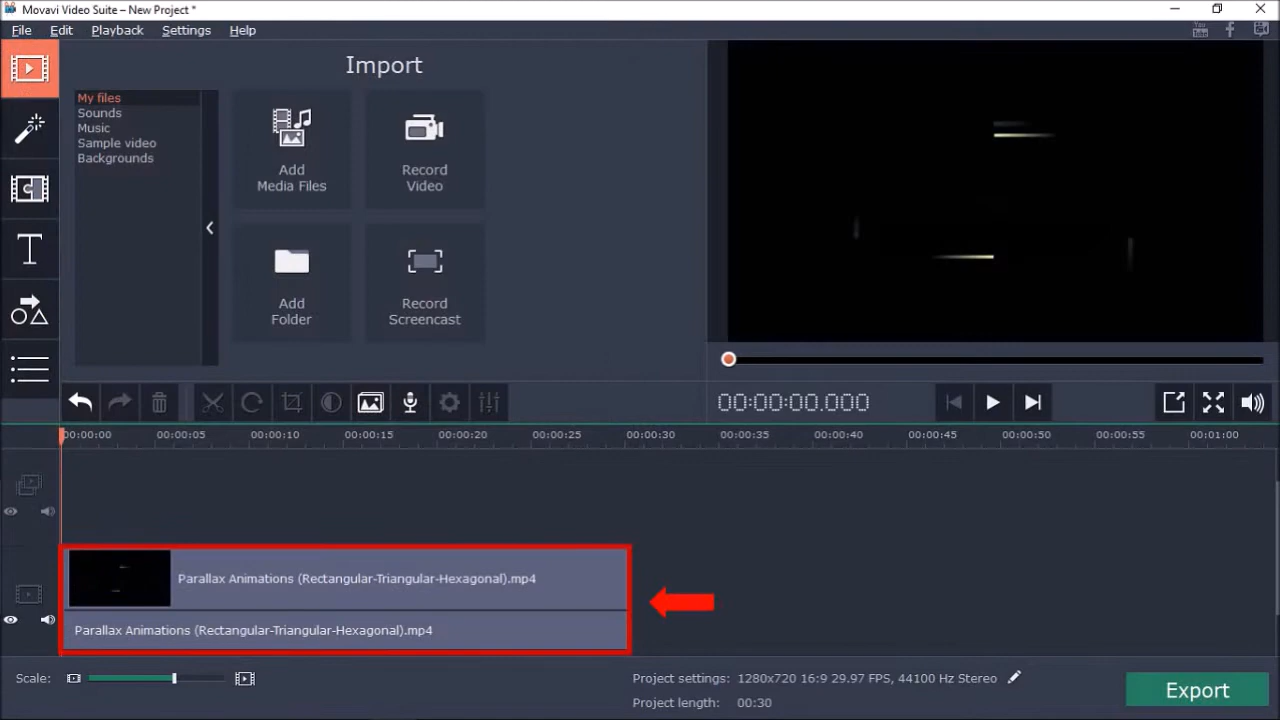 Movavi Video Suite – New Project *
File Edit Playback Settings Help
You
Import
My files
Sounds
Music
Sample video
Backgrounds
Add
Media Files
Record
Video
Add
Folder
Record
Screencast
00:00:00.000
00:00:00 00:00:05 00:00:10 00:00:15 00:00:20 00:00:25 00:00:30 00:00:35 00:00:40 00:00:45 00:00:50 00:00:55 00:01:00
Parallax Animations (Rectangular-Triangular-Hexagonal).mp4
Parallax Animations (Rectangular-Triangular-Hexagonal).mp4
Scale:
Project settings: 1280x720 16:9 29.97 FPS, 44100 Hz Stereo
Project length: 00:30
Export